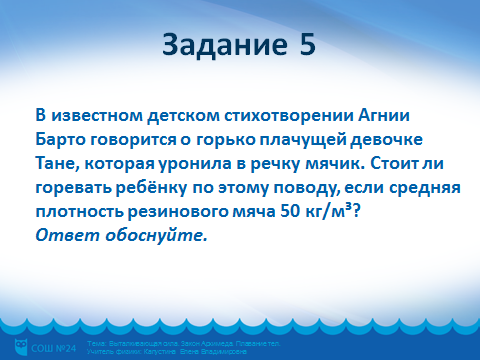 Задание 5
В известном детском стихотворении Агнии
Барто говорится о горько плачущей девочке
Тане, которая уронила в речку мячик. Стоит ли
горевать ребёнку по этому поводу, если средняя
плотность резинового мяча 50 кг/м³?
Ответ обоснуйте.
СОШ №24
Тема: Выталкивающая сила. Закон Архимеда. Плавание тел.
Учитель физики: Капустина Елена Владимировна